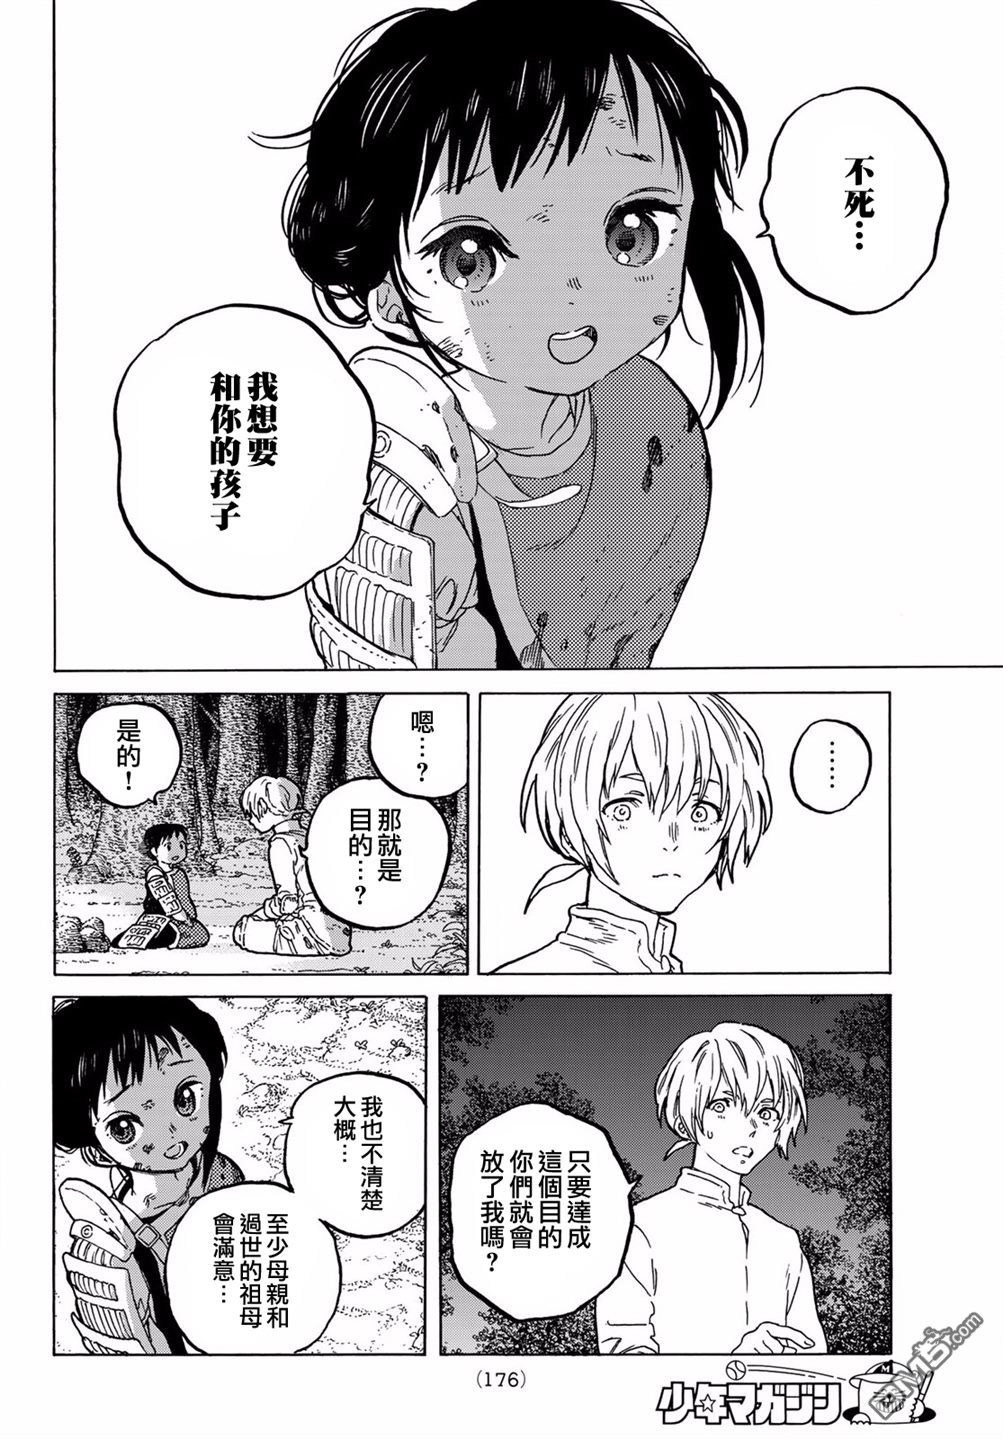 不死…
我想要
和你的孩子
……
嗯…？
那就是
目的…？
是的！
只要達成
這個目的
你們就會
放了我嗎？
我也不清楚
大概…
至少母親和
過世的祖母
會滿意…
(176)
少年マガジン